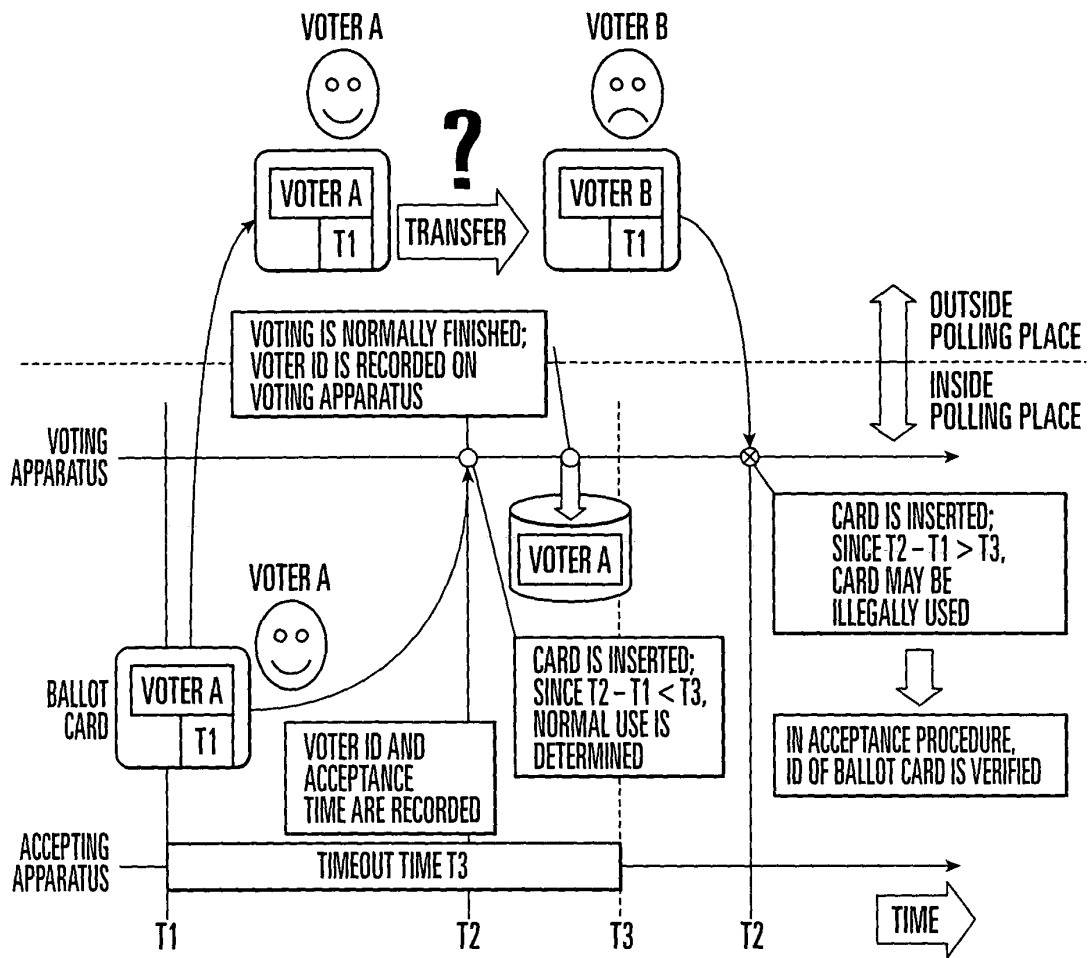 VOTER A
VOTER B
?
VOTER A
T1
TRANSFER
VOTER B
T1
VOTING IS NORMALLY FINISHED;
VOTER ID IS RECORDED ON
VOTING APPARATUS
OUTSIDE
POLLING PLACE
INSIDE
POLLING PLACE
VOTING
APPARATUS
VOTER A
CARD IS INSERTED;
SINCE T2 – T1 > T3,
CARD MAY BE
ILLEGALLY USED
VOTER A
BALLOT
CARD
VOTER A
T1
CARD IS INSERTED;
SINCE T2 – T1 < T3,
NORMAL USE IS
DETERMINED
VOTER ID AND
ACCEPTANCE
TIME ARE RECORDED
IN ACCEPTANCE PROCEDURE,
ID OF BALLOT CARD IS VERIFIED
ACCEPTING
APPARATUS
TIMEOUT TIME T3
T1
T2
T3
T2
TIME